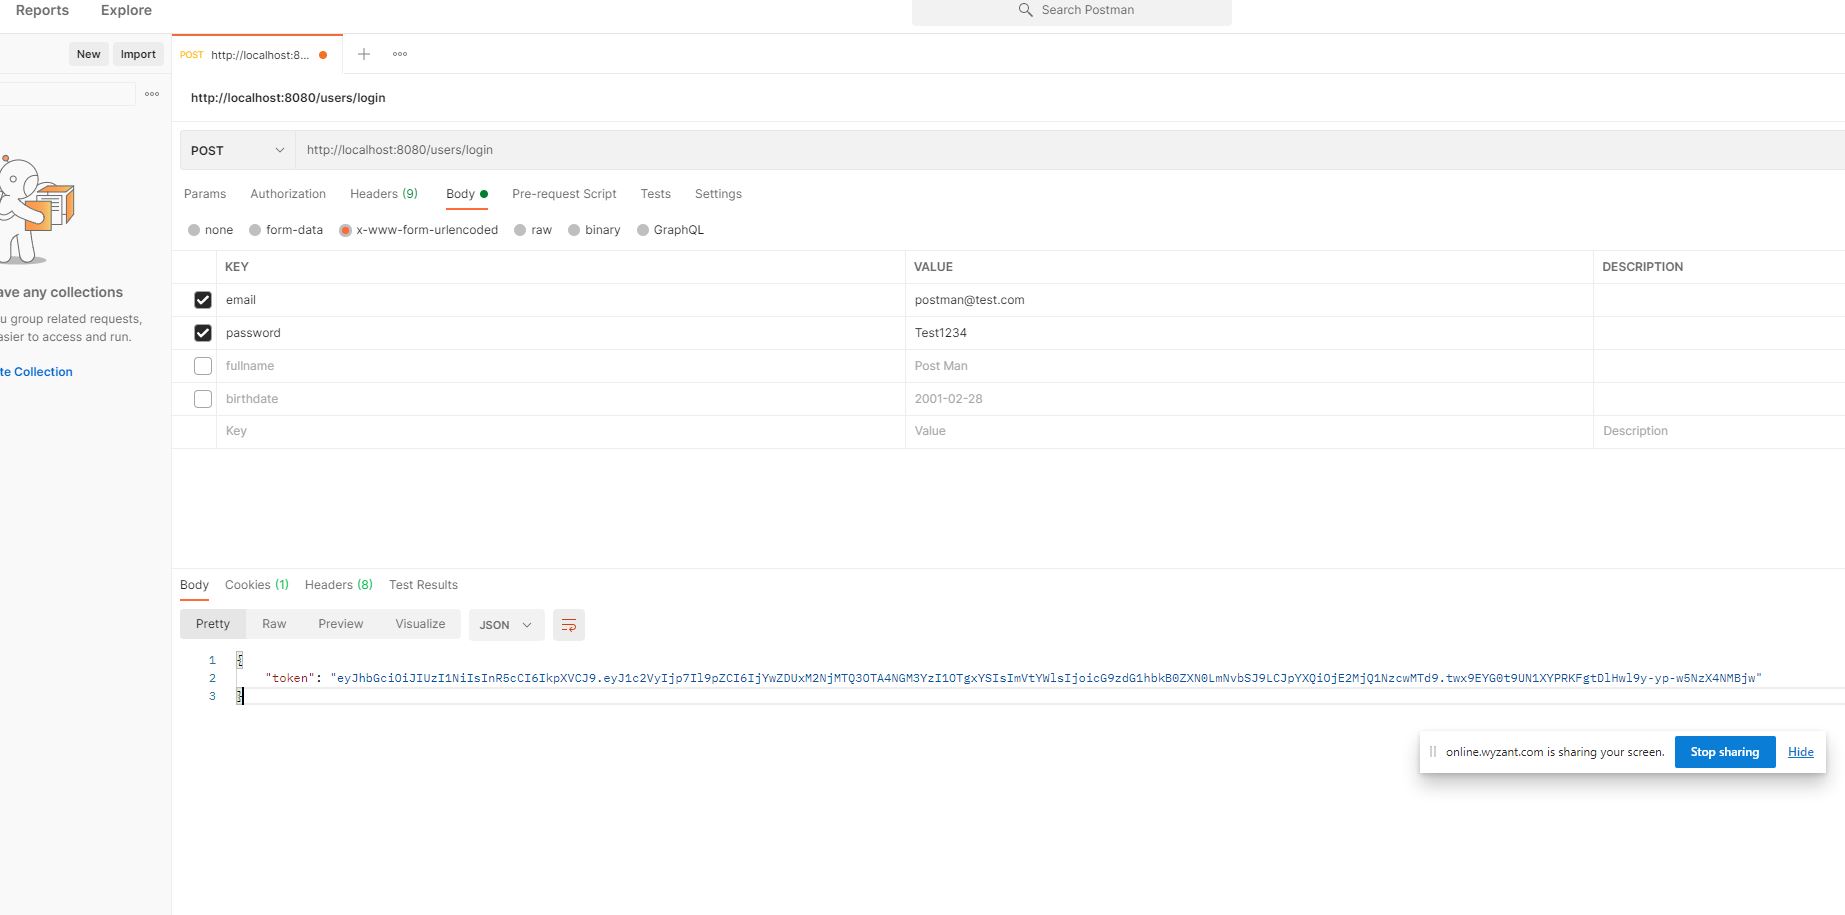 Reports Explore Search Postman
New Import POST http://localhost:8...
http://localhost:8080/users/login
POST http://localhost:8080/users/login
Params Authorization Headers (9) Body Pre-request Script Tests Settings
none form-data x-www-form-urlencoded raw binary GraphQL
KEY VALUE DESCRIPTION
email postman@test.com
password Test1234
fullname Post Man
birthdate 2001-02-28
Key Value Description
ave any collections
u group related requests,
asier to access and run.
te Collection
Body Cookies (1) Headers (8) Test Results
Pretty Raw Preview Visualize JSON
1 {
2 "token": "eyJhbGciOiJIUzI1NiIsInR5cCI6IkpXVCJ9.eyJ1c2VyIjp7Il9pZCI6IjYwZDUxM2NjMTQ3OTA4NGM3YzI1OTgxYSIsImVtYWlsIjoicG9zdG1hbkB0ZXN0LmNvbSJ9LCJpYXQiOjE2MjQ1NzcwMTd9.twx9EYG0t9UN1XYPRKFgtDlHwl9y-yp-w5NzX4NMBjw"
3 }
online.wyzant.com is sharing your screen. Stop sharing Hide